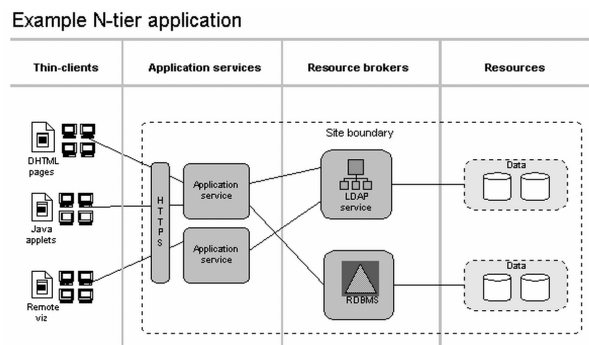 Example N-tier application
Thin-clients
Application services
Resource brokers
Resources
Site boundary
DHTML
pages
Java
applets
Remote
viz
H
T
T
P
S
Application
service
Application
service
LDAP
service
RDBMS
Data
Data